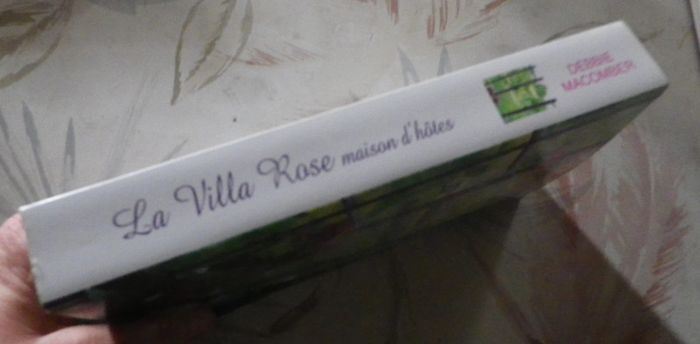 La Villa Rose maison d'hôtes
DEBBIE
MACOMBER